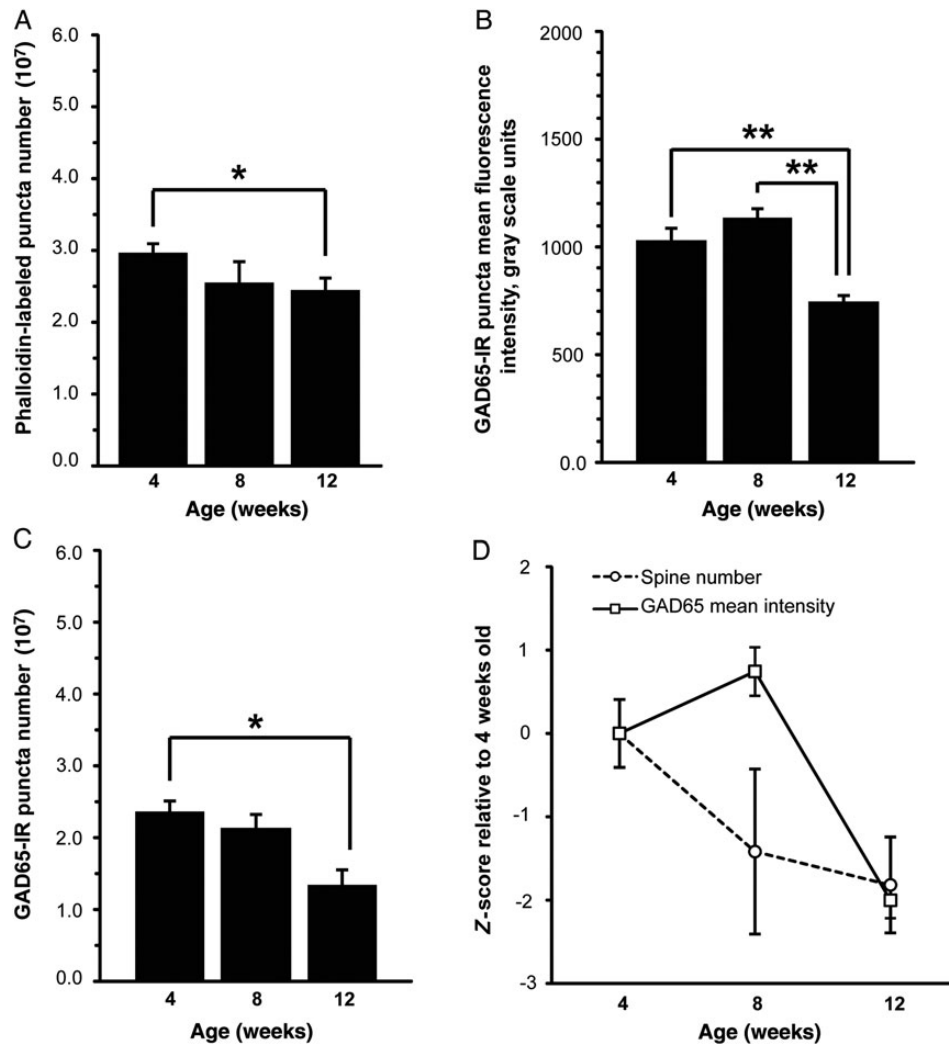 A
Phalloidin-labeled puncta number (10⁷)
6.0
5.0
4.0
3.0
2.0
1.0
0.0
*
4 8 12
Age (weeks)
B
GAD65-IR puncta mean fluorescence
intensity, gray scale units
2000
1500
1000
500
0.0
**
**
4 8 12
Age (weeks)
C
GAD65-IR puncta number (10⁷)
6.0
5.0
4.0
3.0
2.0
1.0
0.0
*
4 8 12
Age (weeks)
D
Z-score relative to 4 weeks old
2
1
0
-1
-2
-3
Spine number
GAD65 mean intensity
4 8 12
Age (weeks)